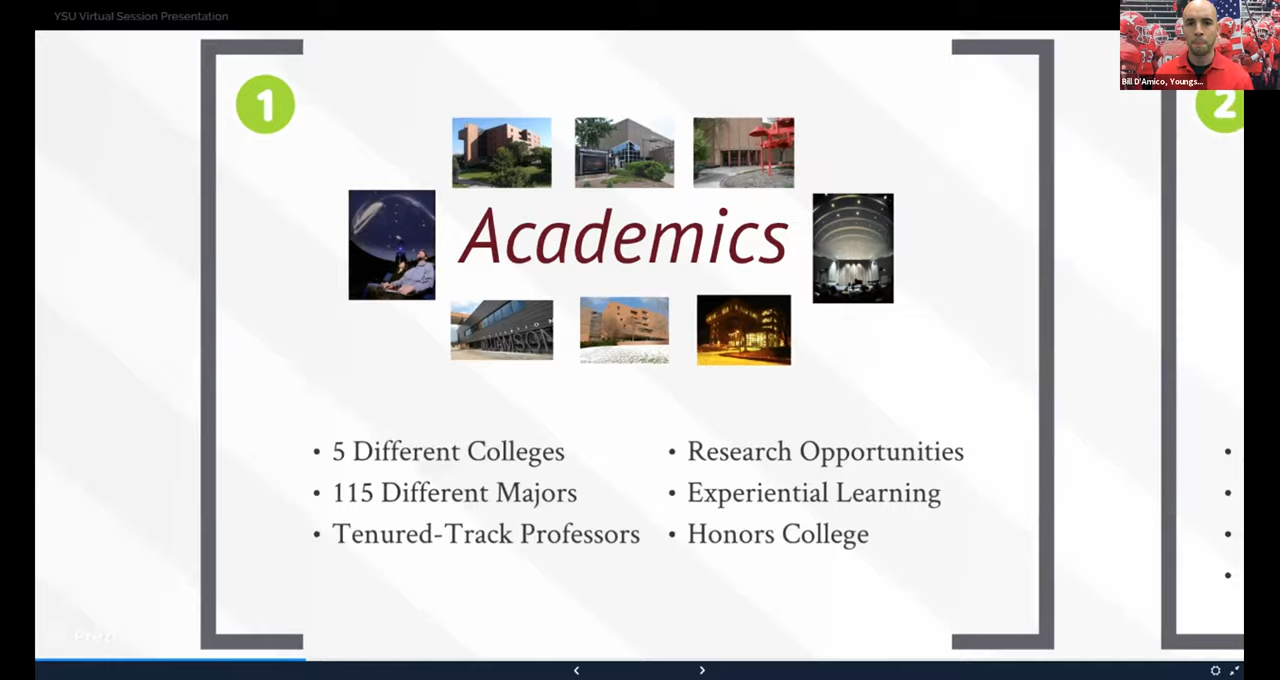 YSU Virtual Session Presentation
Bill D'Amico, Youngs...
1
2
Academics
• 5 Different Colleges
• 115 Different Majors
• Tenured-Track Professors
• Research Opportunities
• Experiential Learning
• Honors College
Prezi